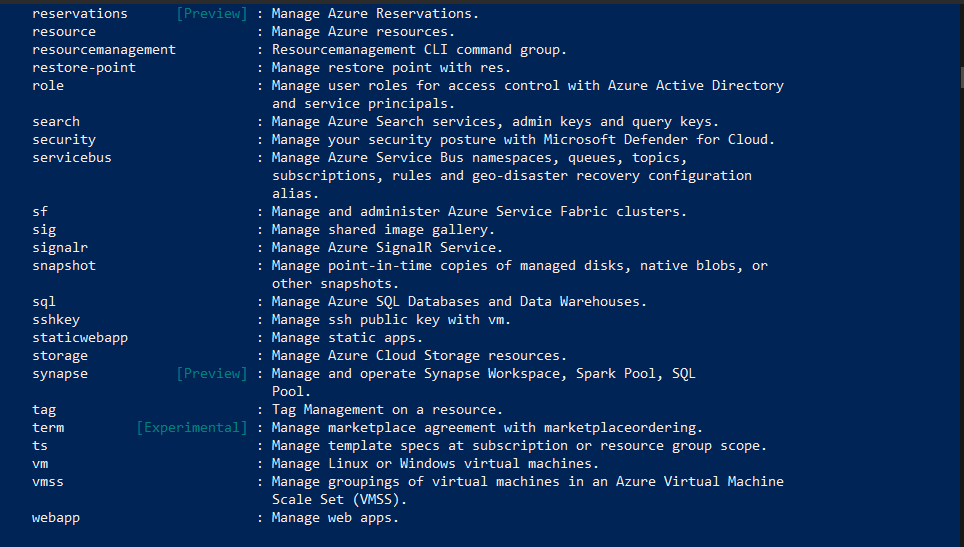 reservations [Preview] : Manage Azure Reservations.
resource : Manage Azure resources.
resourcemanagement : Resourcemanagement CLI command group.
restore-point : Manage restore point with res.
role : Manage user roles for access control with Azure Active Directory
and service principals.
search : Manage Azure Search services, admin keys and query keys.
security : Manage your security posture with Microsoft Defender for Cloud.
servicebus : Manage Azure Service Bus namespaces, queues, topics,
subscriptions, rules and geo-disaster recovery configuration
alias.
sf : Manage and administer Azure Service Fabric clusters.
sig : Manage shared image gallery.
signalr : Manage Azure SignalR Service.
snapshot : Manage point-in-time copies of managed disks, native blobs, or
other snapshots.
sql : Manage Azure SQL Databases and Data Warehouses.
sshkey : Manage ssh public key with vm.
staticwebapp : Manage static apps.
storage : Manage Azure Cloud Storage resources.
synapse [Preview] : Manage and operate Synapse Workspace, Spark Pool, SQL
Pool.
tag : Tag Management on a resource.
term [Experimental] : Manage marketplace agreement with marketplaceordering.
ts : Manage template specs at subscription or resource group scope.
vm : Manage Linux or Windows virtual machines.
vmss : Manage groupings of virtual machines in an Azure Virtual Machine
Scale Set (VMSS).
webapp : Manage web apps.